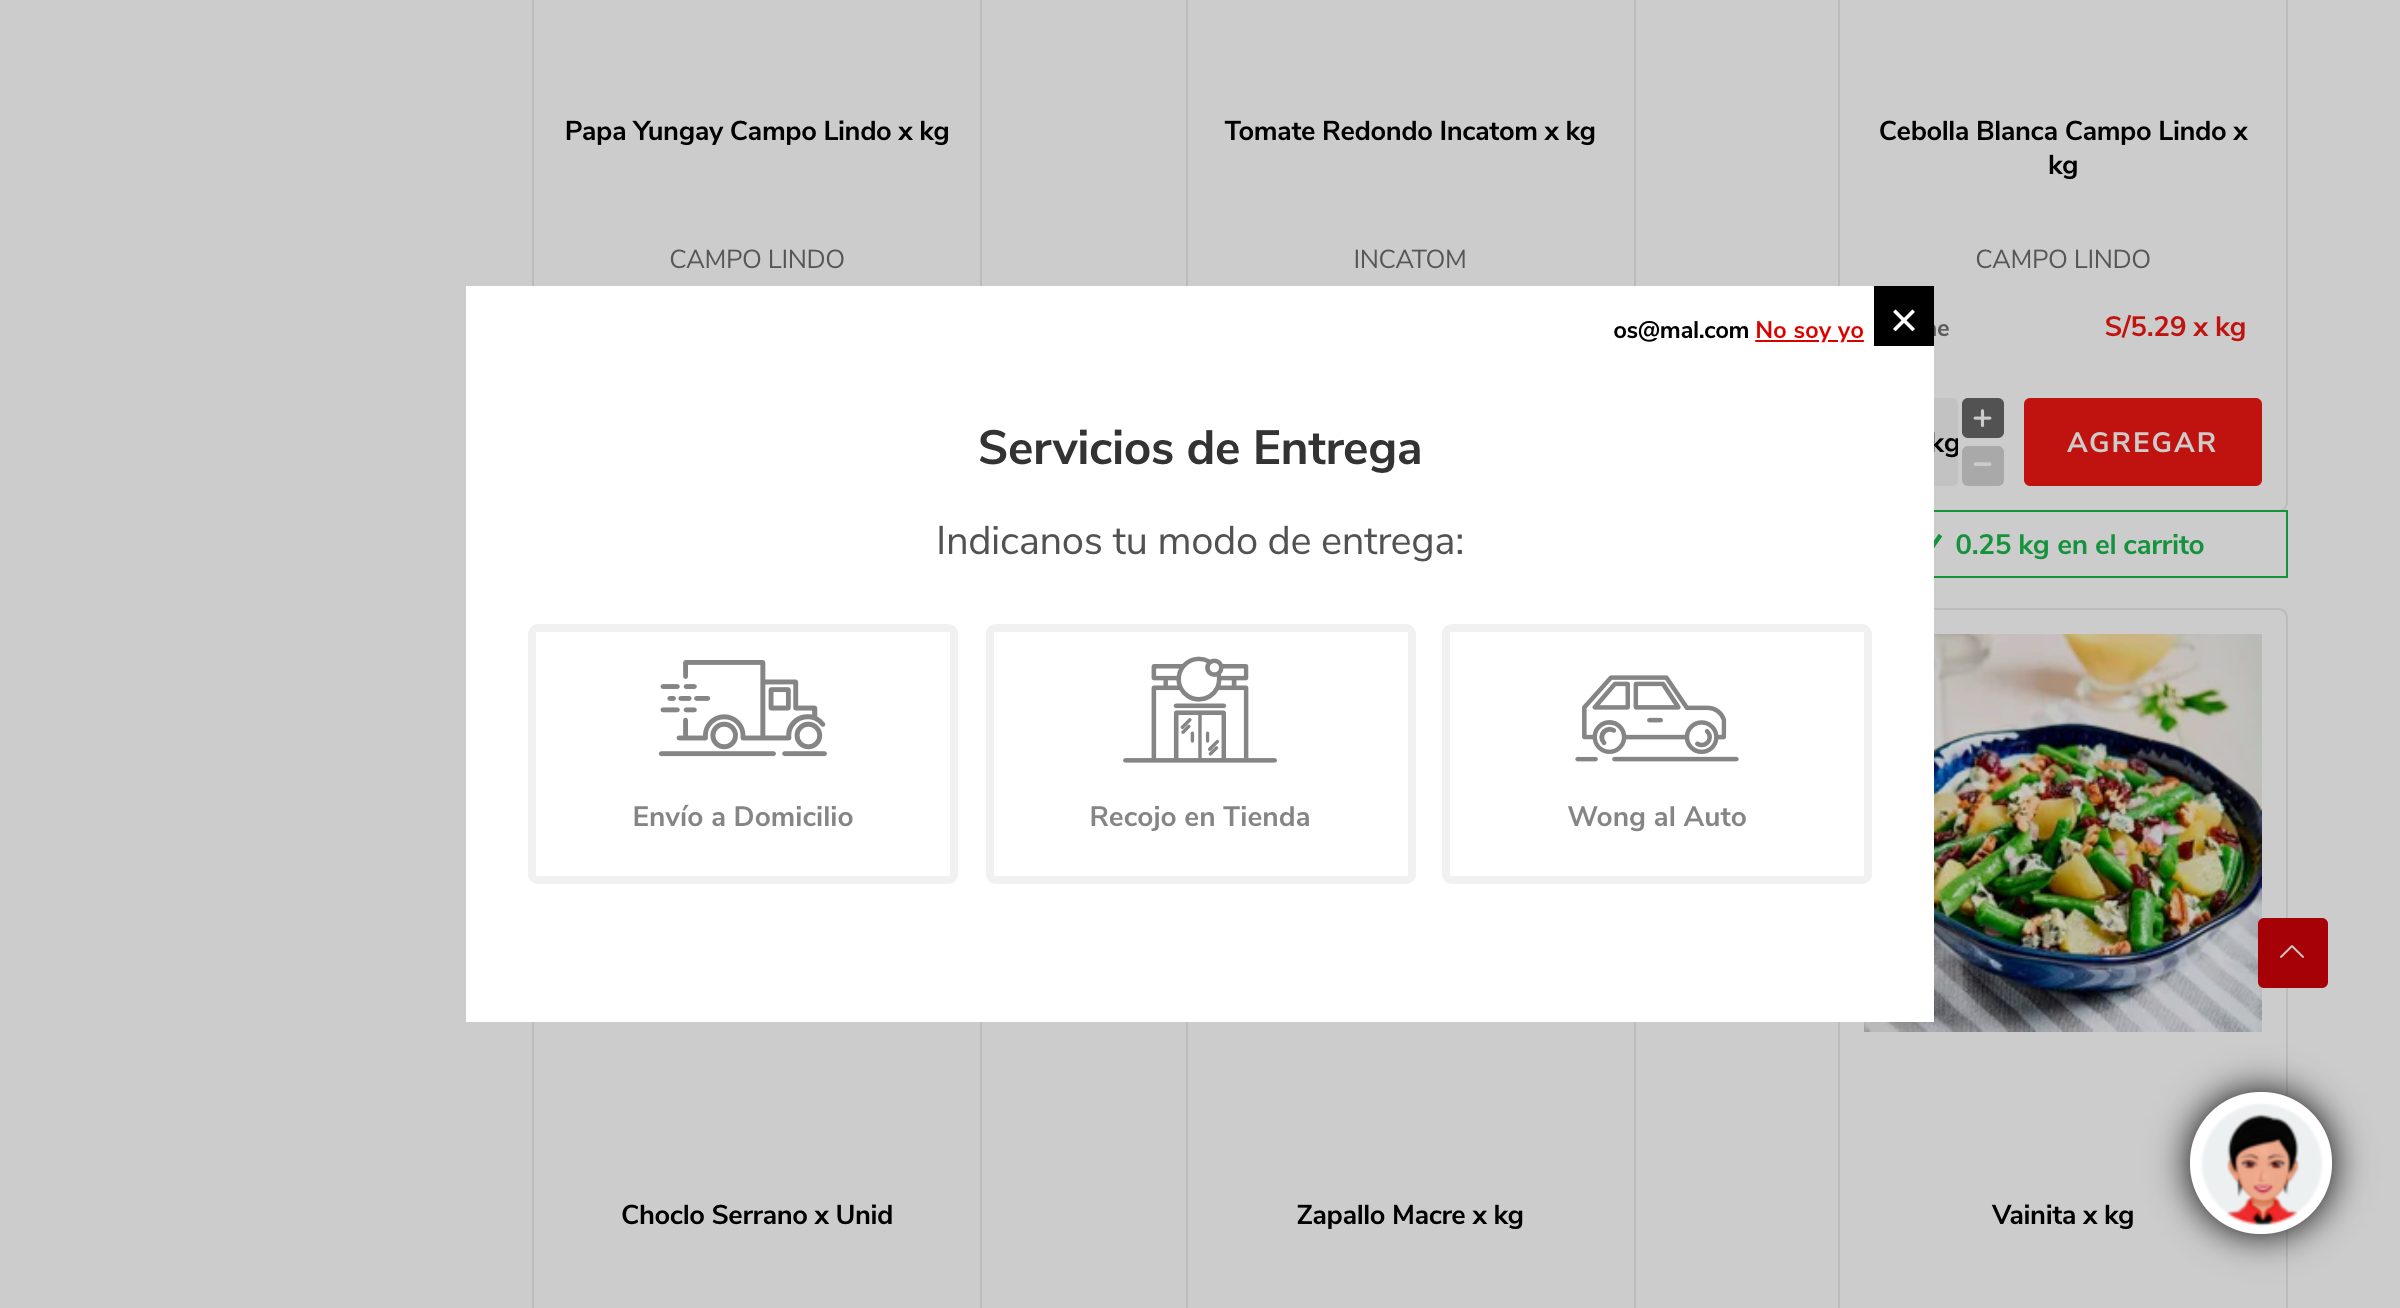 Papa Yungay Campo Lindo x kg
Tomate Redondo Incatom x kg
Cebolla Blanca Campo Lindo x
kg
CAMPO LINDO
INCATOM
CAMPO LINDO
os@mal.com No soy yo
S/5.29 x kg
Servicios de Entrega
kg
AGREGAR
Indicanos tu modo de entrega:
0.25 kg en el carrito
Envío a Domicilio
Recojo en Tienda
Wong al Auto
Choclo Serrano x Unid
Zapallo Macre x kg
Vainita x kg